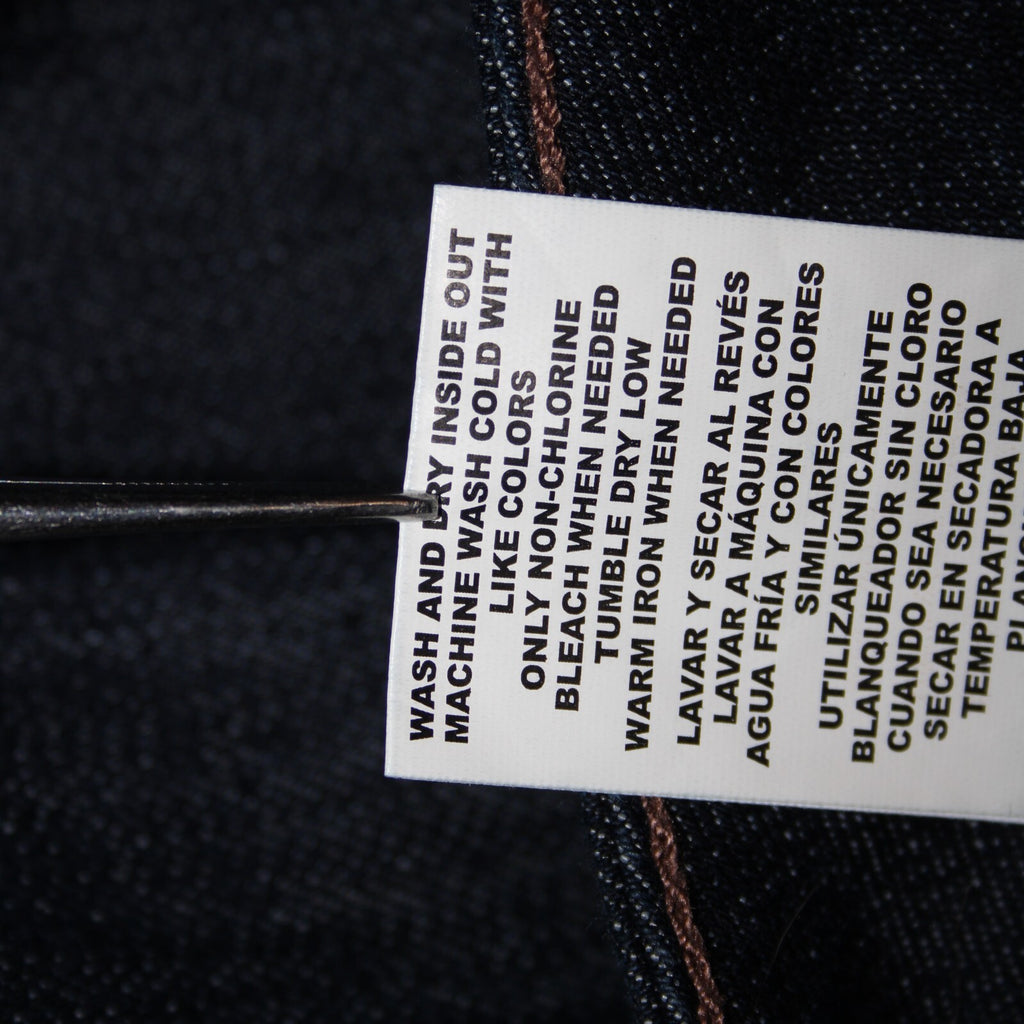 WASH AND DRY INSIDE OUT
MACHINE WASH COLD WITH
LIKE COLORS
ONLY NON-CHLORINE
BLEACH WHEN NEEDED
TUMBLE DRY LOW
WARM IRON WHEN NEEDED
LAVAR Y SECAR AL REVÉS
LAVAR A MÁQUINA CON
AGUA FRÍA Y CON COLORES
SIMILARES
UTILIZAR ÚNICAMENTE
BLANQUEADOR SIN CLORO
CUANDO SEA NECESARIO
SECAR EN SECADORA A
TEMPERATURA BAJA